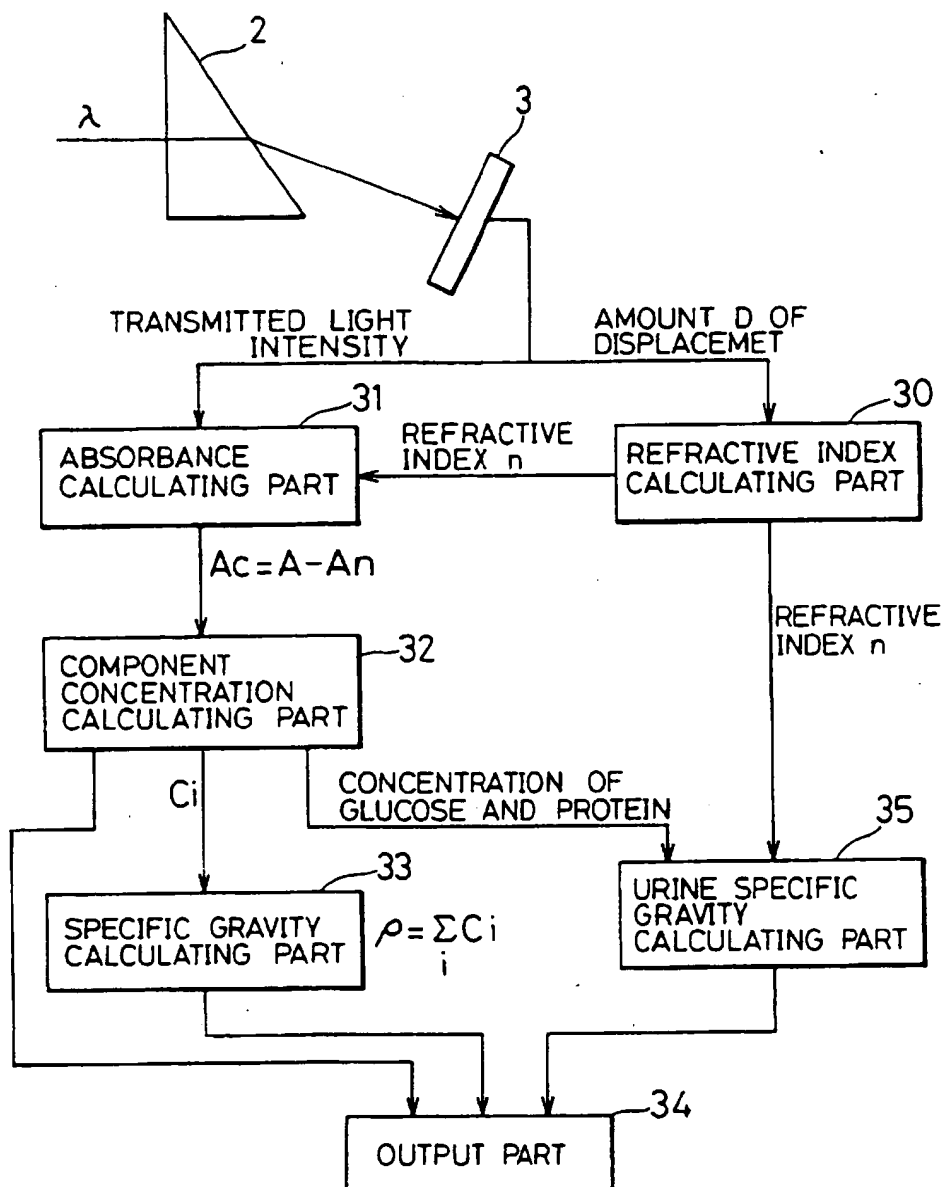 2
λ
3
TRANSMITTED LIGHT
INTENSITY
AMOUNT D OF
DISPLACEMET
31
30
ABSORBANCE
CALCULATING PART
REFRACTIVE
INDEX n
REFRACTIVE INDEX
CALCULATING PART
Ac=A-An
REFRACTIVE
INDEX n
32
COMPONENT
CONCENTRATION
CALCULATING PART
Ci
CONCENTRATION OF
GLUCOSE AND PROTEIN
35
33
URINE SPECIFIC
GRAVITY
CALCULATING PART
SPECIFIC GRAVITY
CALCULATING PART
ρ=ΣCi
i
34
OUTPUT PART